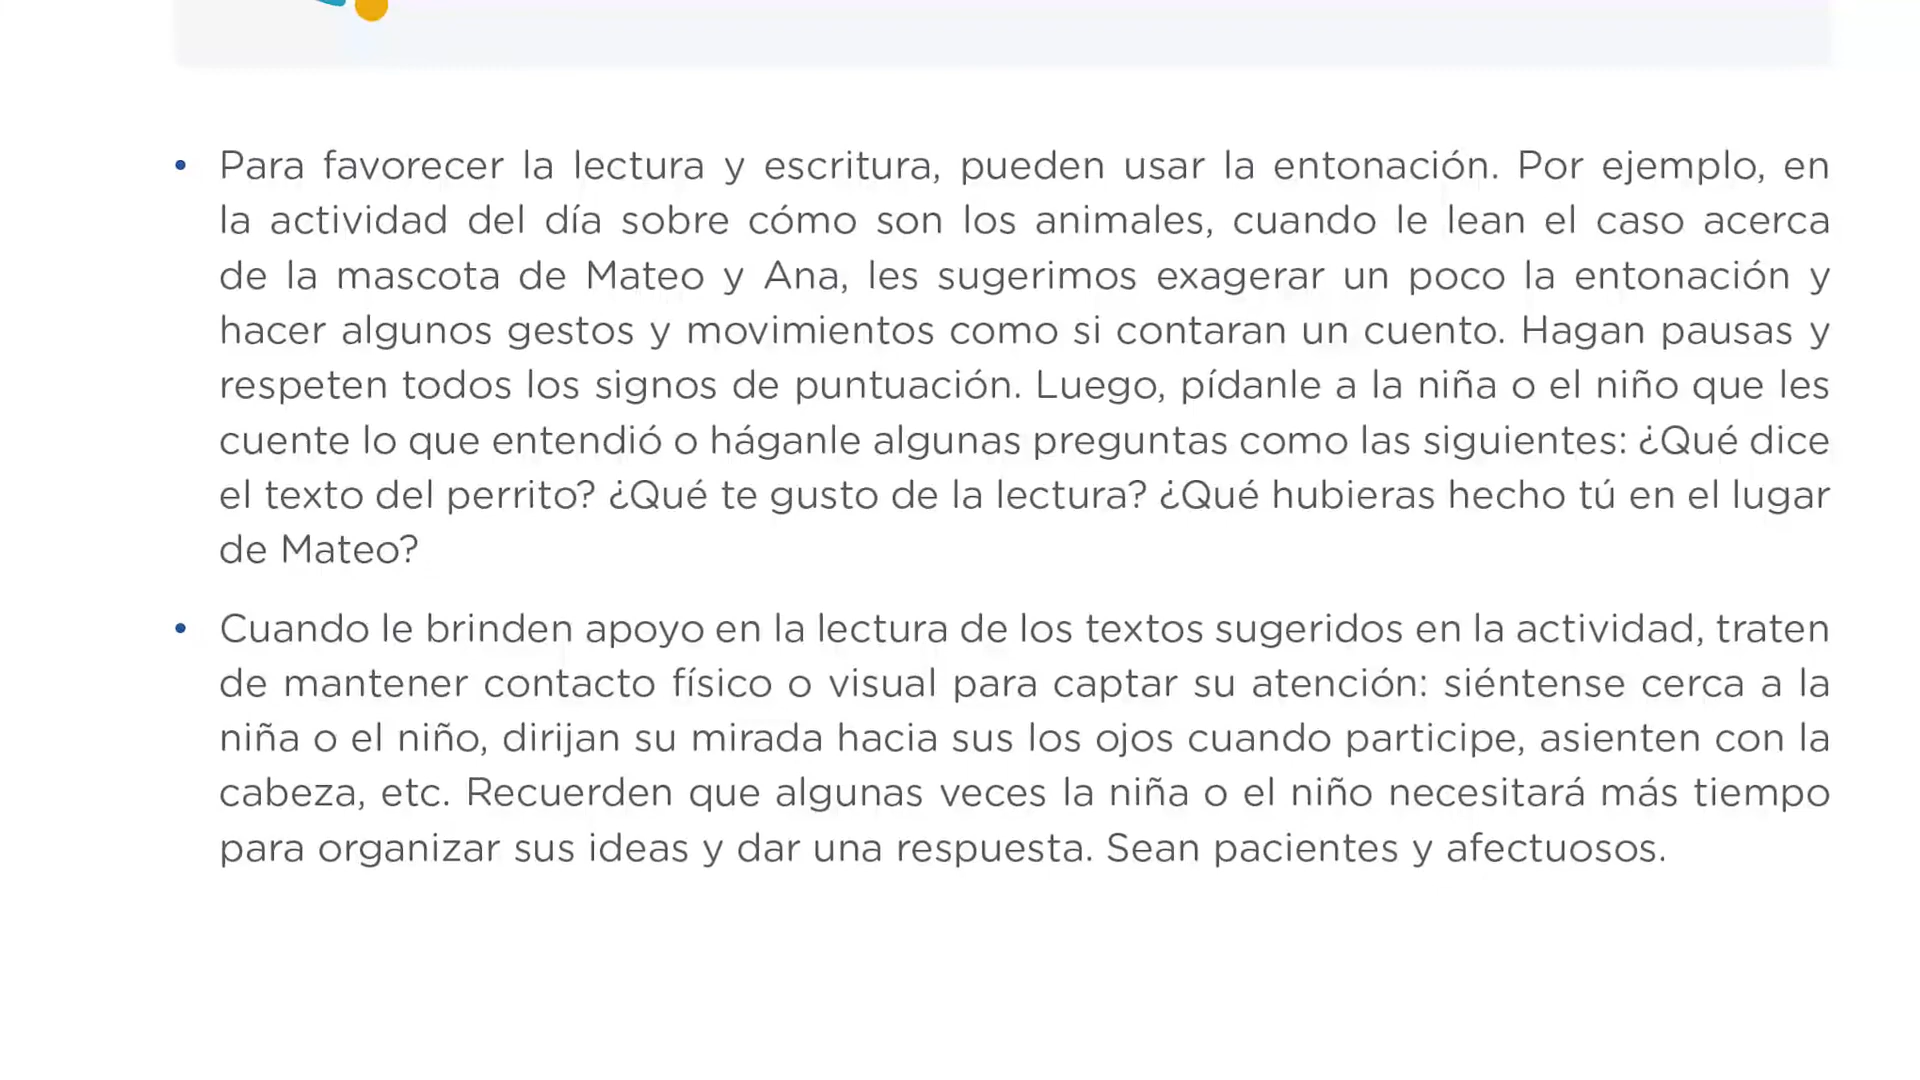 • Para favorecer la lectura y escritura, pueden usar la entonación. Por ejemplo, en
la actividad del día sobre cómo son los animales, cuando le lean el caso acerca
de la mascota de Mateo y Ana, les sugerimos exagerar un poco la entonación y
hacer algunos gestos y movimientos como si contaran un cuento. Hagan pausas y
respeten todos los signos de puntuación. Luego, pídanle a la niña o el niño que les
cuente lo que entendió o háganle algunas preguntas como las siguientes: ¿Qué dice
el texto del perrito? ¿Qué te gusto de la lectura? ¿Qué hubieras hecho tú en el lugar
de Mateo?
• Cuando le brinden apoyo en la lectura de los textos sugeridos en la actividad, traten
de mantener contacto físico o visual para captar su atención: siéntense cerca a la
niña o el niño, dirijan su mirada hacia sus los ojos cuando participe, asienten con la
cabeza, etc. Recuerden que algunas veces la niña o el niño necesitará más tiempo
para organizar sus ideas y dar una respuesta. Sean pacientes y afectuosos.